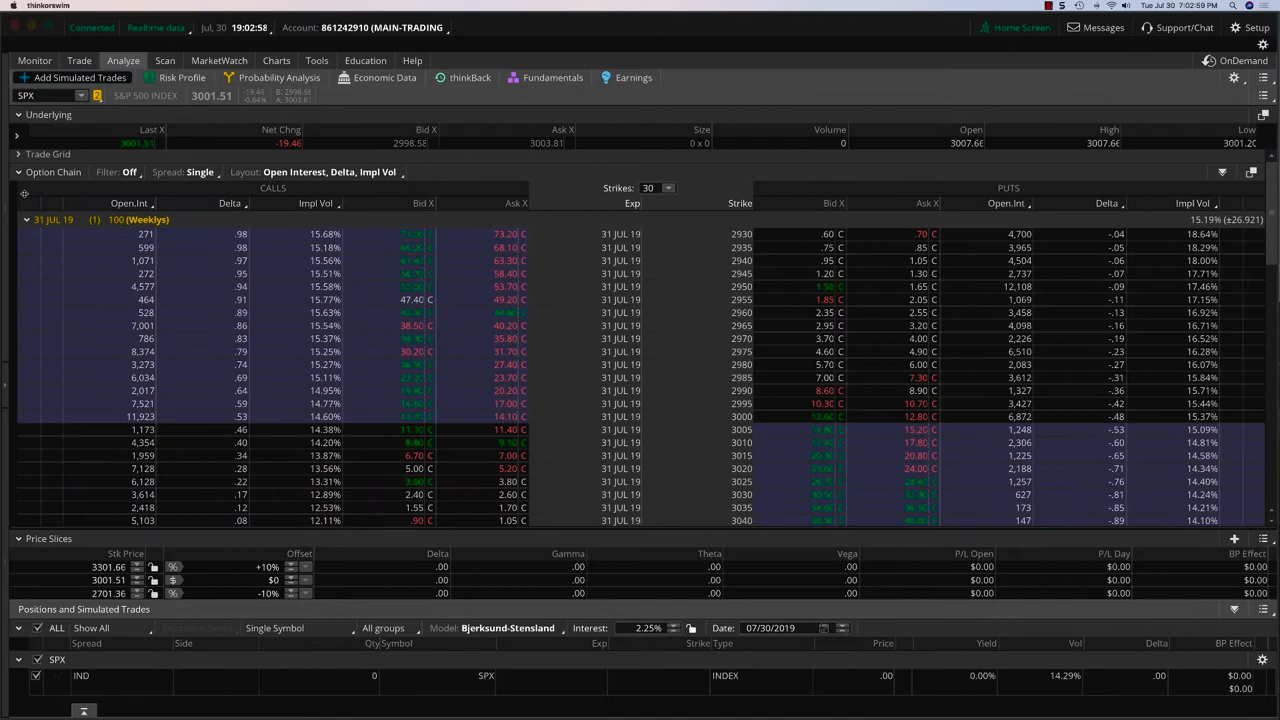 thinkorswim Tue Jul 30 7:02:59 PM
Connected Realtime data Jul, 30 19:02:58 Account: 861242910 (MAIN-TRADING Home Screen Messages Support/Chat Setup
Monitor Trade Analyze Scan MarketWatch Charts Tools Education Help OnDemand
Add Simulated Trades Risk Profile Probability Analysis Economic Data thinkBack Fundamentals Earnings
SPX 2 S&P 500 INDEX 3001.51 -19.46 -0.64% B: 2998.58 A: 3003.81
Underlying
Last X Net Chng Bid X Ask X Size Volume Open High Low
3001.51 -19.46 2998.58 3003.81 0 x 0 0 3007.66 3007.66 3001.20
Trade Grid
Option Chain Filter: Off Spread: Single Layout: Open Interest, Delta, Impl Vol
CALLS Strikes: 30 PUTS
Open.Int Delta Impl Vol Bid X Ask X Exp Strike Bid X Ask X Open.Int Delta Impl Vol
31 JUL 19 (1) 100 (Weeklys) 15.19% (±26.921)
271 .98 15.68% 73.20 C 31 JUL 19 2930 .60 C .70 C 4,700 -.04 18.64%
599 .98 15.18% 68.10 C 31 JUL 19 2935 .75 C .85 C 3,965 -.05 18.29%
1,071 .97 15.56% 63.30 C 31 JUL 19 2940 .95 C 1.05 C 4,504 -.06 18.00%
272 .95 15.51% 58.40 C 31 JUL 19 2945 1.20 C 1.30 C 2,737 -.07 17.71%
4,577 .94 15.58% 53.70 C 31 JUL 19 2950 1.50 C 1.65 C 12,108 -.09 17.46%
464 .91 15.77% 47.40 C 49.20 C 31 JUL 19 2955 1.85 C 2.05 C 1,069 -.11 17.15%
528 .89 15.63% 31 JUL 19 2960 2.35 C 2.55 C 3,458 -.13 16.92%
7,001 .86 15.54% 38.50 C 40.20 C 31 JUL 19 2965 2.95 C 3.20 C 4,098 -.16 16.71%
786 .83 15.37% 35.80 C 31 JUL 19 2970 3.70 C 4.00 C 2,226 -.19 16.52%
8,374 .79 15.25% 30.20 C 31.70 C 31 JUL 19 2975 4.60 C 4.90 C 6,510 -.23 16.28%
3,273 .74 15.27% 27.40 C 31 JUL 19 2980 5.70 C 6.00 C 2,683 -.27 16.07%
6,034 .69 15.11% 23.70 C 31 JUL 19 2985 7.00 C 7.30 C 3,612 -.31 15.84%
2,017 .64 14.95% 20.20 C 31 JUL 19 2990 8.60 C 8.90 C 1,327 -.36 15.71%
7,521 .59 14.77% 17.00 C 31 JUL 19 2995 10.30 C 10.70 C 3,427 -.42 15.44%
11,923 .53 14.60% 14.10 C 31 JUL 19 3000 12.60 C 12.80 C 6,872 -.48 15.37%
1,173 .46 14.38% 11.10 C 11.40 C 31 JUL 19 3005 15.20 C 1,248 -.53 15.09%
4,354 .40 14.20% 8.80 C 9.10 C 31 JUL 19 3010 17.80 C 2,306 -.60 14.81%
1,959 .34 13.87% 6.70 C 7.00 C 31 JUL 19 3015 20.80 C 1,225 -.65 14.58%
7,128 .28 13.56% 5.00 C 5.20 C 31 JUL 19 3020 24.00 C 2,188 -.71 14.34%
6,128 .22 13.31% 3.60 C 3.80 C 31 JUL 19 3025 1,257 -.76 14.40%
3,614 .17 12.89% 2.40 C 2.60 C 31 JUL 19 3030 627 -.81 14.24%
2,418 .12 12.53% 1.55 C 1.70 C 31 JUL 19 3035 173 -.85 14.21%
5,103 .08 12.11% .90 C 1.05 C 31 JUL 19 3040 147 -.89 14.10%
Price Slices
Stk Price Offset Delta Gamma Theta Vega P/L Open P/L Day BP Effect
3301.66 % +10% .00 .00 .00 .00 $0.00 $0.00 $0.00
3001.51 $ $0 .00 .00 .00 .00 $0.00 $0.00 $0.00
2701.36 % -10% .00 .00 .00 .00 $0.00 $0.00 $0.00
Positions and Simulated Trades
ALL Show All Single Symbol All groups Model: Bjerksund-Stensland Interest: 2.25% Date: 07/30/2019
Spread Side Qty Symbol Exp Strike Type Price Yield Vol Delta BP Effect
SPX
IND 0 SPX INDEX .00 0.00% 14.29% .00 $0.00
$0.00